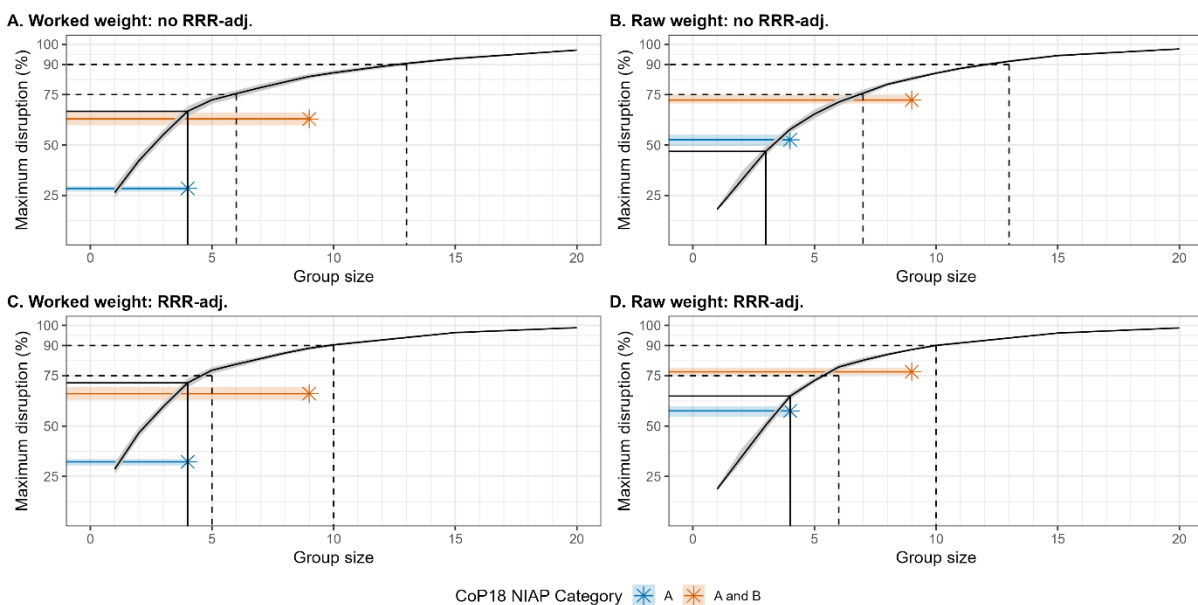 A. Worked weight: no RRR-adj.
100
90
75
50
25
Maximum disruption (%)
0 5 10 15 20
Group size
B. Raw weight: no RRR-adj.
100
90
75
50
25
Maximum disruption (%)
0 5 10 15 20
Group size
C. Worked weight: RRR-adj.
100
90
75
50
25
Maximum disruption (%)
0 5 10 15 20
Group size
D. Raw weight: RRR-adj.
100
90
75
50
25
Maximum disruption (%)
0 5 10 15 20
Group size
CoP18 NIAP Category A A and B